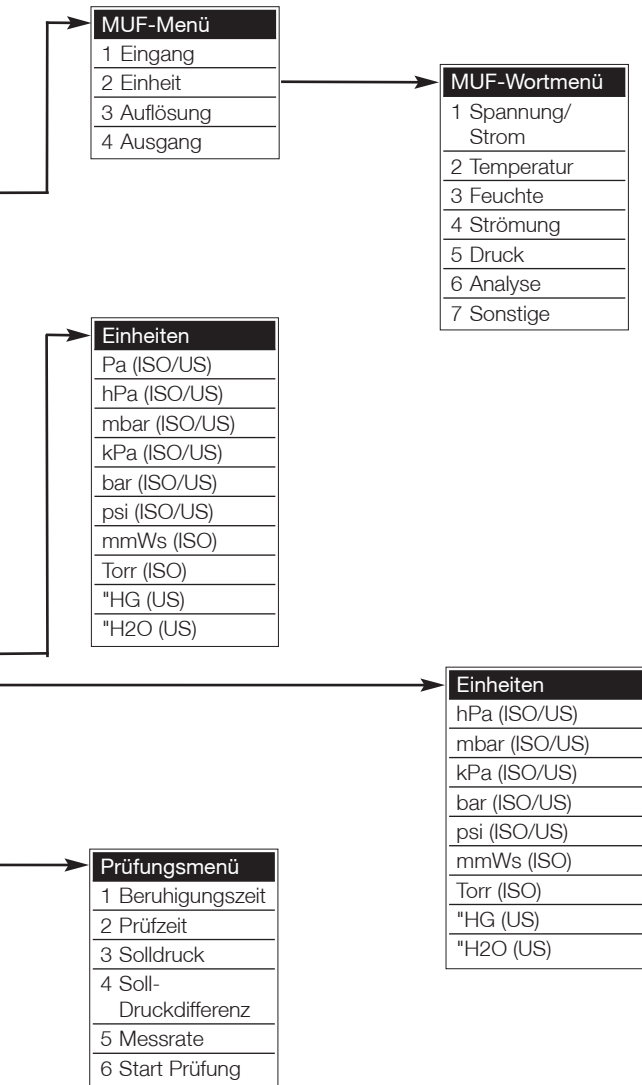 MUF-Menü
1 Eingang
2 Einheit
3 Auflösung
4 Ausgang
MUF-Wortmenü
1 Spannung/
Strom
2 Temperatur
3 Feuchte
4 Strömung
5 Druck
6 Analyse
7 Sonstige
Einheiten
Pa (ISO/US)
hPa (ISO/US)
mbar (ISO/US)
kPa (ISO/US)
bar (ISO/US)
psi (ISO/US)
mmWs (ISO)
Torr (ISO)
"HG (US)
"H2O (US)
Einheiten
hPa (ISO/US)
mbar (ISO/US)
kPa (ISO/US)
bar (ISO/US)
psi (ISO/US)
mmWs (ISO)
Torr (ISO)
"HG (US)
"H2O (US)
Prüfungsmenü
1 Beruhigungszeit
2 Prüfzeit
3 Solldruck
4 Soll-
Druckdifferenz
5 Messrate
6 Start Prüfung